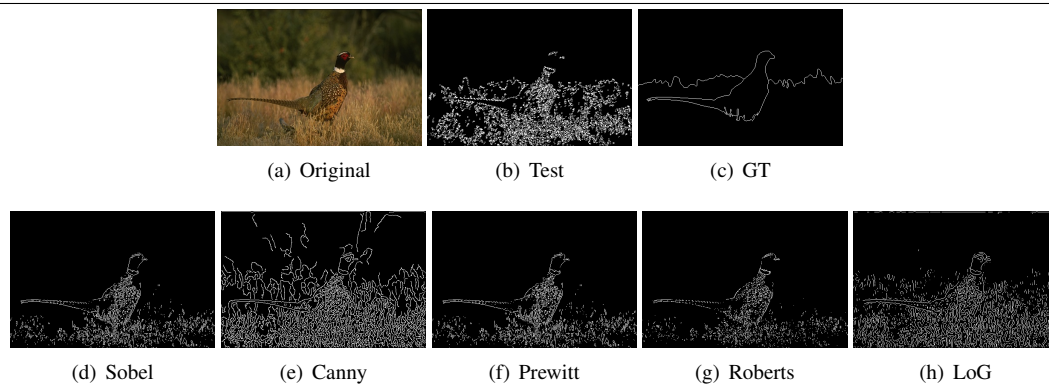 (a) Original (b) Test (c) GT
(d) Sobel (e) Canny (f) Prewitt (g) Roberts (h) LoG